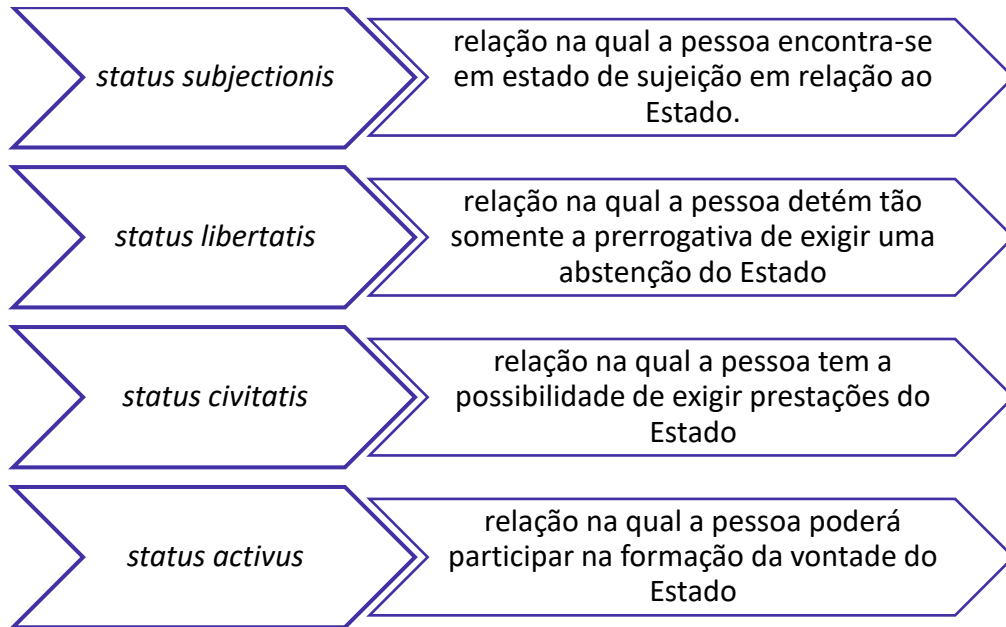 status subjectionis
relação na qual a pessoa encontra-se
em estado de sujeição em relação ao
Estado.
status libertatis
relação na qual a pessoa detém tão
somente a prerrogativa de exigir uma
abstenção do Estado
status civitatis
relação na qual a pessoa tem a
possibilidade de exigir prestações do
Estado
status activus
relação na qual a pessoa poderá
participar na formação da vontade do
Estado